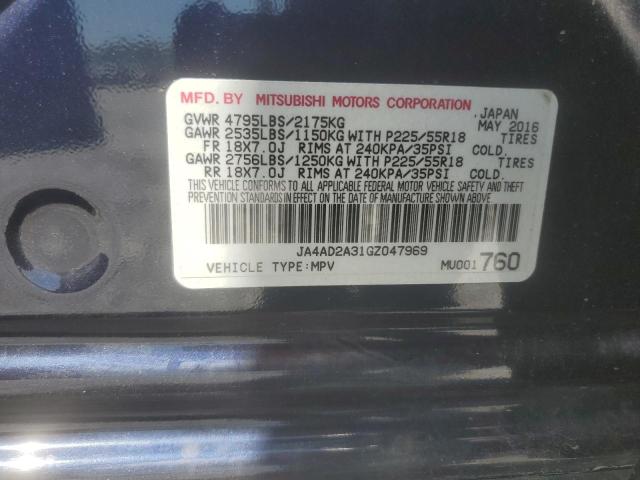 MFD. BY MITSUBISHI MOTORS CORPORATION
GVWR 4795LBS/2175KG JAPAN MAY 2016
GAWR 2535LBS/1150KG WITH P225/55R18 TIRES
FR 18X7.0J RIMS AT 240KPA/35PSI COLD.
GAWR 2756LBS/1250KG WITH P225/55R18 TIRES
RR 18X7.0J RIMS AT 240KPA/35PSI COLD.
THIS VEHICLE CONFORMS TO ALL APPLICABLE FEDERAL MOTOR VEHICLE SAFETY AND THEFT
PREVENTION STANDARDS IN EFFECT ON THE DATE OF MANUFACTURE SHOWN ABOVE.
JA4AD2A31GZ047969
VEHICLE TYPE:MPV MU001760